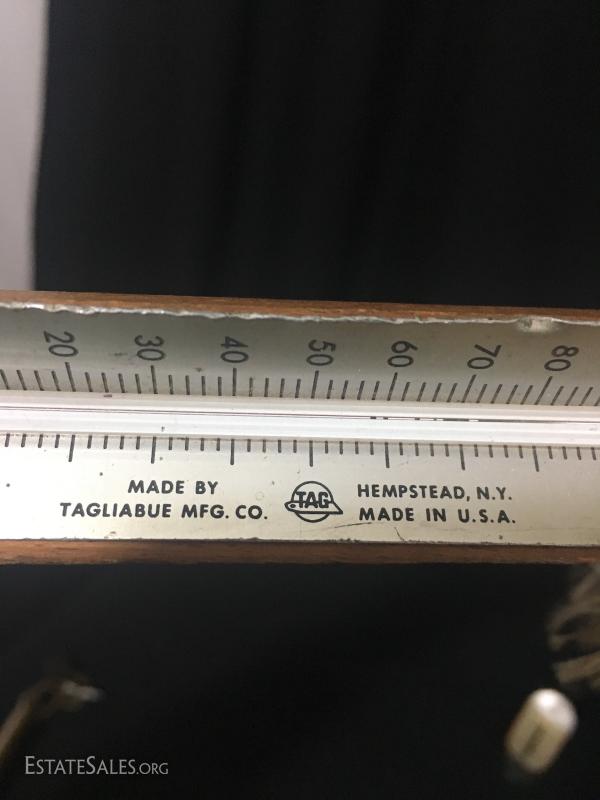 20 30 40 50 60 70 80
MADE BY
TAGLIABUE MFG. CO.
TAG
HEMPSTEAD, N.Y.
MADE IN U.S.A.
ESTATESALES.ORG